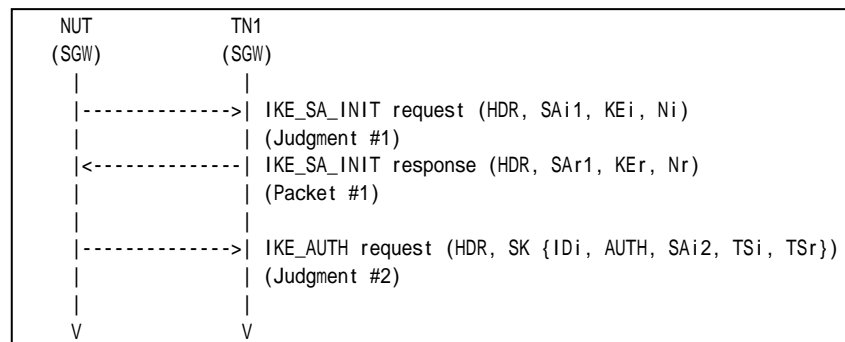 NUT TN1
(SGW) (SGW)
| |
|-------------->| IKE_SA_INIT request (HDR, SAi1, KEi, Ni)
| | (Judgment #1)
|<--------------| IKE_SA_INIT response (HDR, SAr1, KEr, Nr)
| | (Packet #1)
| |
|-------------->| IKE_AUTH request (HDR, SK {IDi, AUTH, SAi2, TSi, TSr})
| | (Judgment #2)
| |
V V